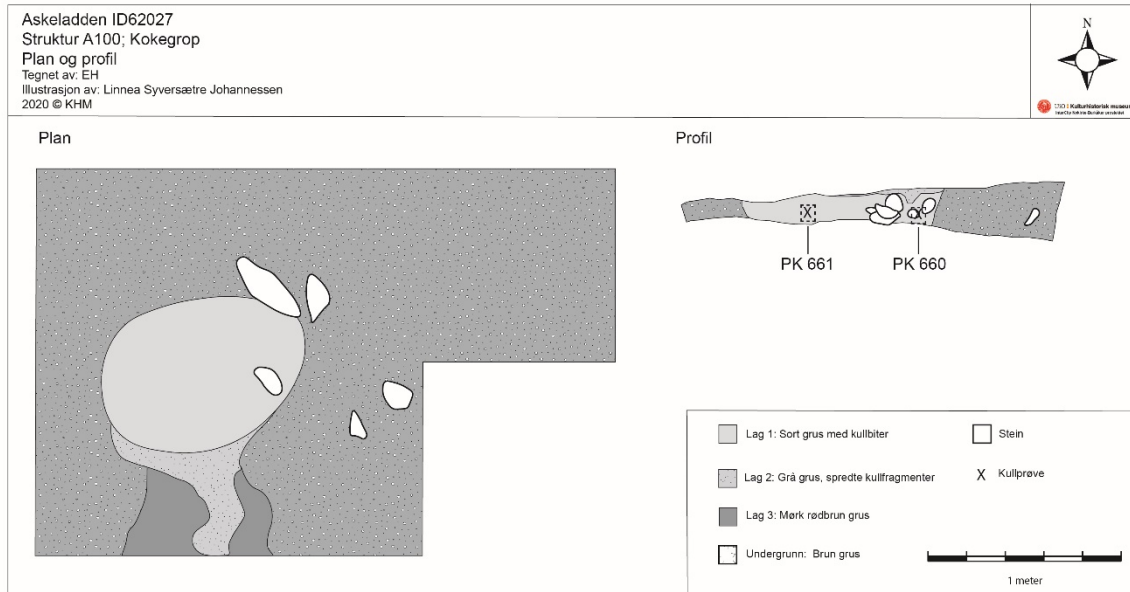 Askeladden ID62027
Struktur A100; Kokegrop
Plan og profil
Tegnet av: EH
Illustrasjon av: Linnea Syversætre Johannessen
2020 © KHM
N
Kulturhistorisk museum
Plan
Profil
X
X
PK 661
PK 660
Lag 1: Sort grus med kullbiter
Stein
Lag 2: Grå grus, spredte kullfragmenter
X Kullprøve
Lag 3: Mørk rødbrun grus
Undergrunn: Brun grus
1 meter